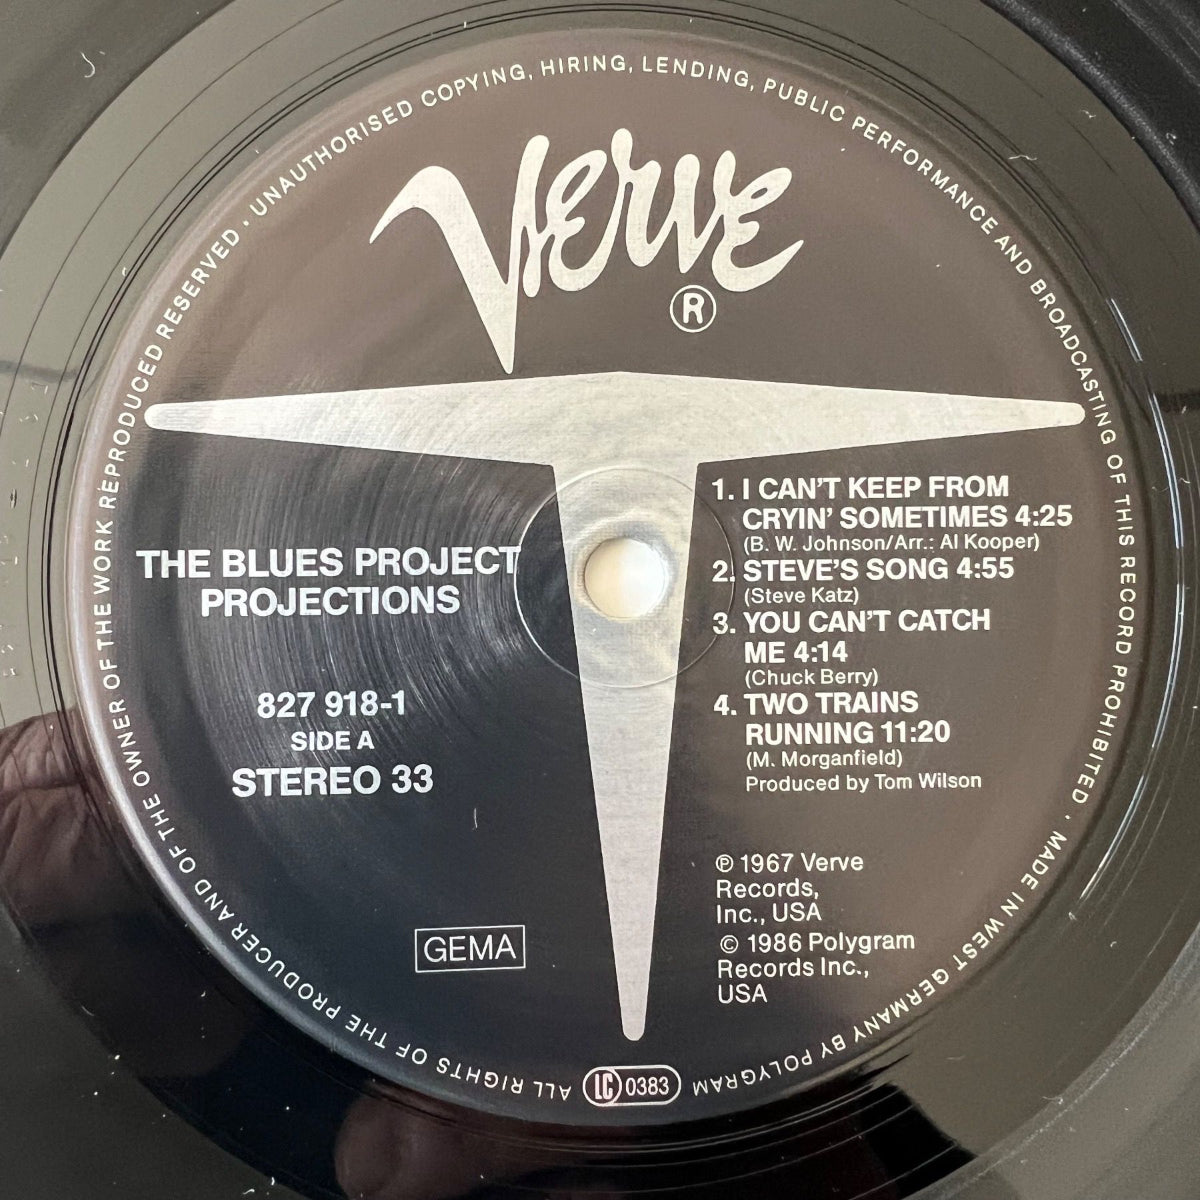 · UNAUTHORISED COPYING, HIRING, LENDING, PUBLIC PERFORMANCE AND BROADCASTING OF THIS RECORD PROHIBITED · MADE IN WEST GERMANY BY POLYGRAM
Verve
®
THE BLUES PROJECT
PROJECTIONS
827 918-1
SIDE A
STEREO 33
GEMA
1. I CAN'T KEEP FROM
CRYIN' SOMETIMES 4:25
(B. W. Johnson/Arr.: Al Kooper)
2. STEVE'S SONG 4:55
(Steve Katz)
3. YOU CAN'T CATCH
ME 4:14
(Chuck Berry)
4. TWO TRAINS
RUNNING 11:20
(M. Morganfield)
Produced by Tom Wilson
℗ 1967 Verve
Records,
Inc., USA
© 1986 Polygram
Records Inc.,
USA
LC 0383
ALL RIGHTS OF THE PRODUCER AND OF THE OWNER OF THE WORK REPRODUCED RESERVED